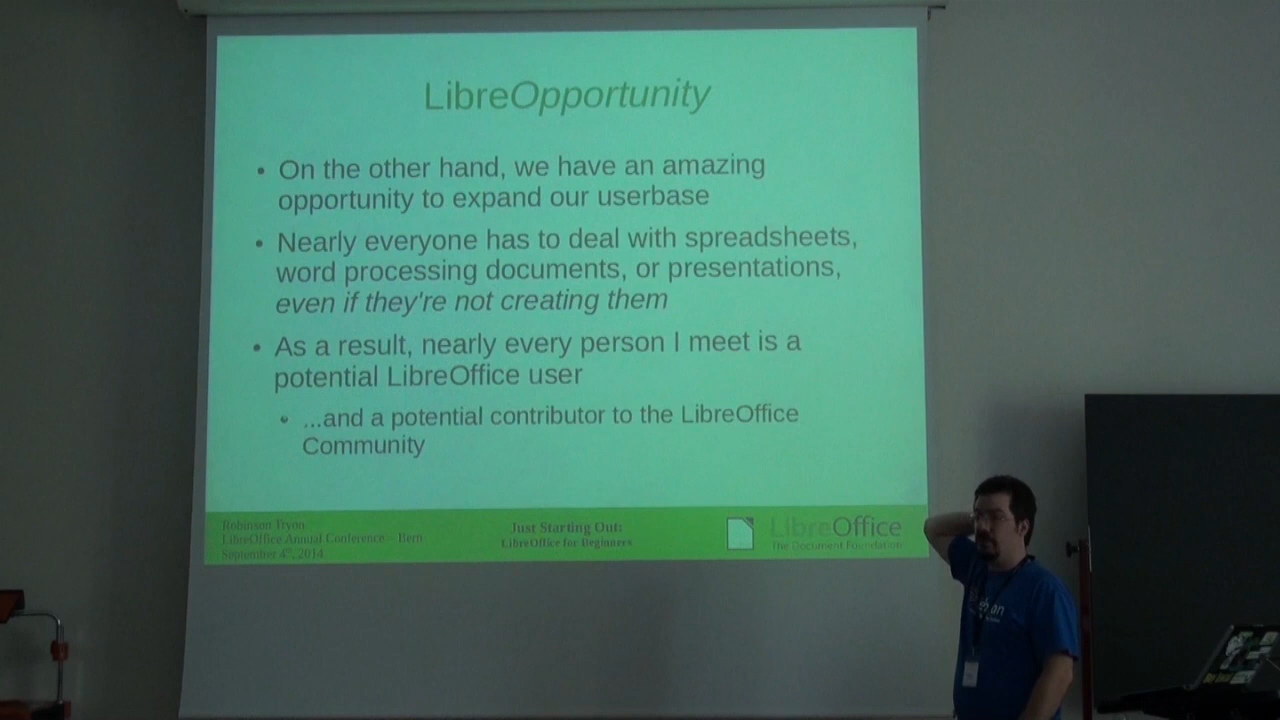 LibreOpportunity
• On the other hand, we have an amazing
opportunity to expand our userbase
• Nearly everyone has to deal with spreadsheets,
word processing documents, or presentations,
even if they're not creating them
• As a result, nearly every person I meet is a
potential LibreOffice user
• ...and a potential contributor to the LibreOffice
Community
Robinson Tryon
LibreOffice Annual Conference – Bern
September 4th, 2014
Just Starting Out:
LibreOffice for Beginners
LibreOffice
The Document Foundation